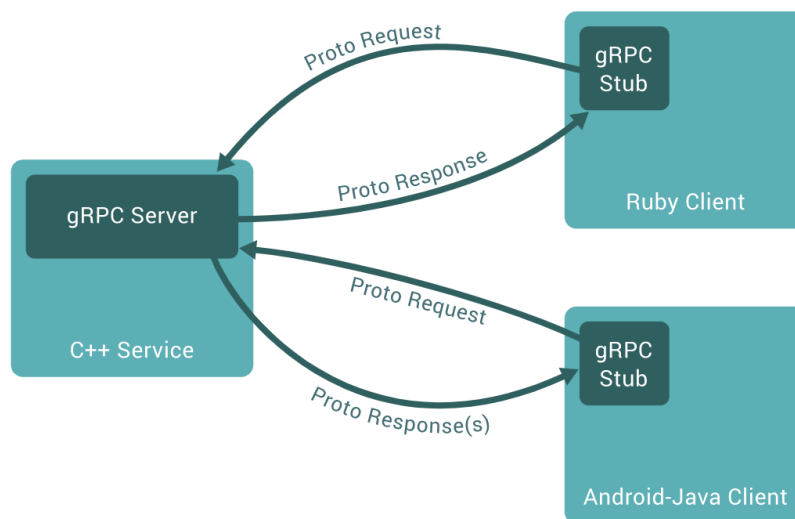 Proto Request
gRPC
Stub
Proto Response
Ruby Client
gRPC Server
C++ Service
Proto Request
gRPC
Stub
Proto Response(s)
Android-Java Client